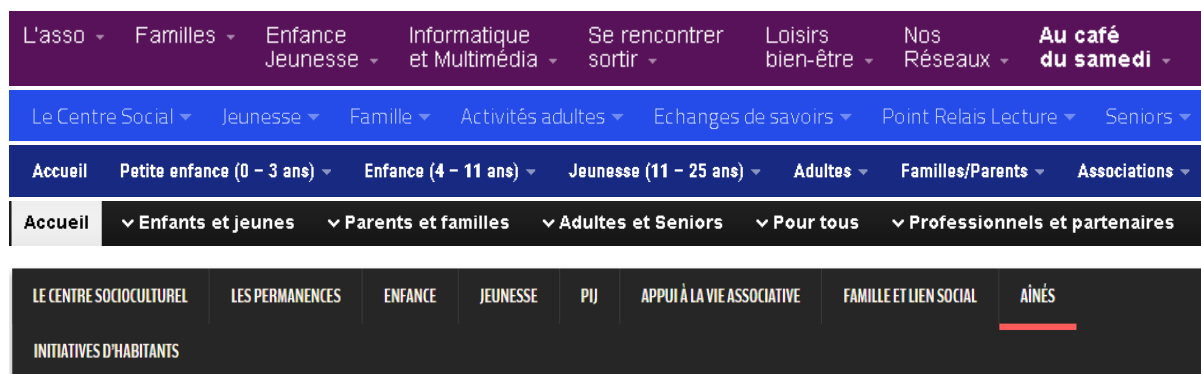 L'asso Familles Enfance Jeunesse Informatique et Multimédia Se rencontrer sortir Loisirs bien-être Nos Réseaux Au café du samedi
Le Centre Social Jeunesse Famille Activités adultes Echanges de savoirs Point Relais Lecture Seniors
Accueil Petite enfance (0 – 3 ans) Enfance (4 – 11 ans) Jeunesse (11 – 25 ans) Adultes Familles/Parents Associations
Accueil Enfants et jeunes Parents et familles Adultes et Seniors Pour tous Professionnels et partenaires
LE CENTRE SOCIOCULTUREL LES PERMANENCES ENFANCE JEUNESSE PIJ APPUI À LA VIE ASSOCIATIVE FAMILLE ET LIEN SOCIAL AÎNÉS
INITIATIVES D'HABITANTS